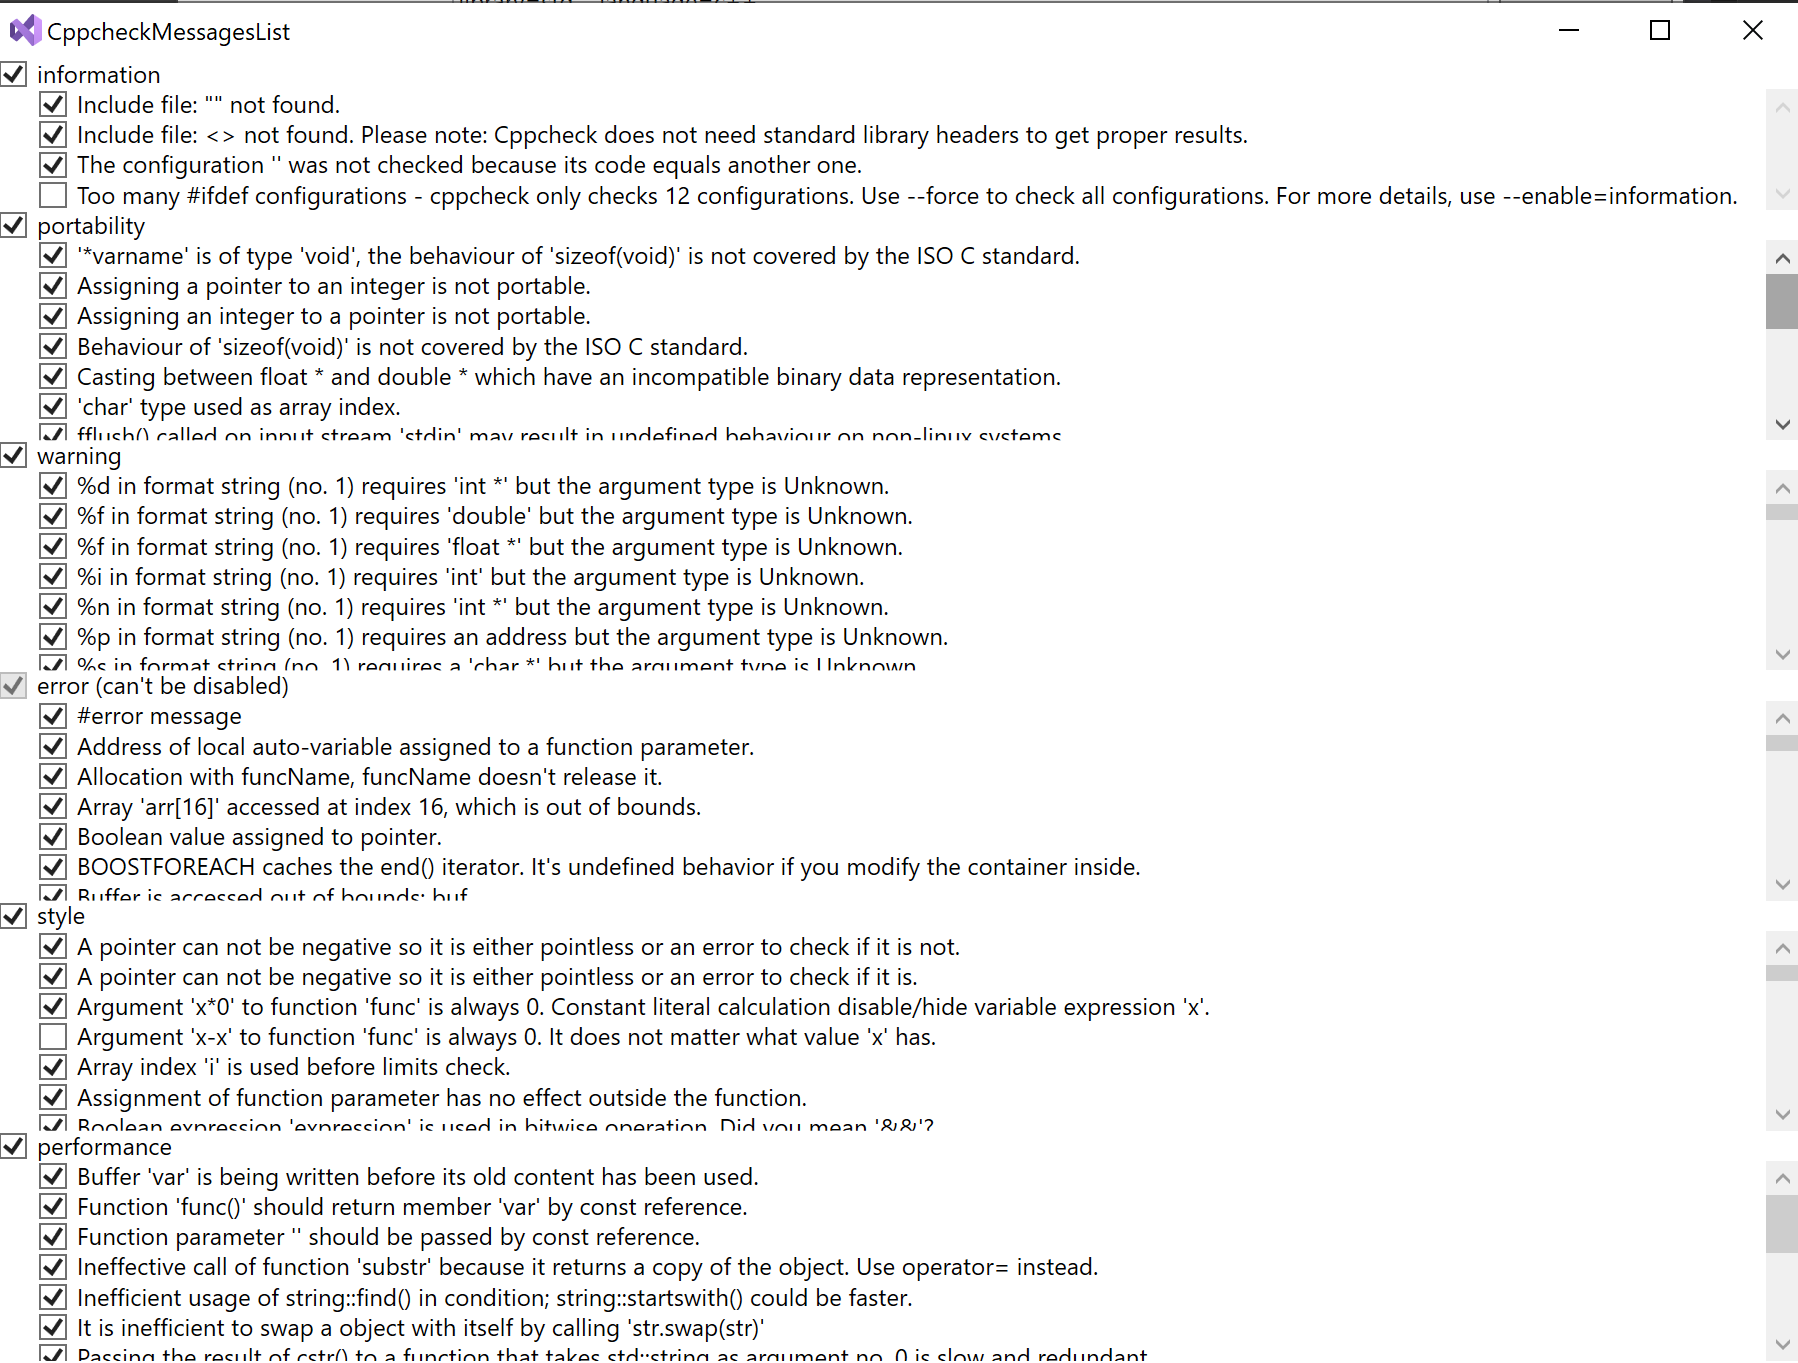 CppcheckMessagesList
information
Include file: "" not found.
Include file: <> not found. Please note: Cppcheck does not need standard library headers to get proper results.
The configuration '' was not checked because its code equals another one.
Too many #ifdef configurations - cppcheck only checks 12 configurations. Use --force to check all configurations. For more details, use --enable=information.
portability
'*varname' is of type 'void', the behaviour of 'sizeof(void)' is not covered by the ISO C standard.
Assigning a pointer to an integer is not portable.
Assigning an integer to a pointer is not portable.
Behaviour of 'sizeof(void)' is not covered by the ISO C standard.
Casting between float * and double * which have an incompatible binary data representation.
'char' type used as array index.
fflush() called on input stream 'stdin' may result in undefined behaviour on non-linux systems.
warning
%d in format string (no. 1) requires 'int *' but the argument type is Unknown.
%f in format string (no. 1) requires 'double' but the argument type is Unknown.
%f in format string (no. 1) requires 'float *' but the argument type is Unknown.
%i in format string (no. 1) requires 'int' but the argument type is Unknown.
%n in format string (no. 1) requires 'int *' but the argument type is Unknown.
%p in format string (no. 1) requires an address but the argument type is Unknown.
%s in format string (no. 1) requires a 'char *' but the argument type is Unknown.
error (can't be disabled)
#error message
Address of local auto-variable assigned to a function parameter.
Allocation with funcName, funcName doesn't release it.
Array 'arr[16]' accessed at index 16, which is out of bounds.
Boolean value assigned to pointer.
BOOSTFOREACH caches the end() iterator. It's undefined behavior if you modify the container inside.
Buffer is accessed out of bounds: buf
style
A pointer can not be negative so it is either pointless or an error to check if it is not.
A pointer can not be negative so it is either pointless or an error to check if it is.
Argument 'x*0' to function 'func' is always 0. Constant literal calculation disable/hide variable expression 'x'.
Argument 'x-x' to function 'func' is always 0. It does not matter what value 'x' has.
Array index 'i' is used before limits check.
Assignment of function parameter has no effect outside the function.
Boolean expression 'expression' is used in bitwise operation. Did you mean '&&'?
performance
Buffer 'var' is being written before its old content has been used.
Function 'func()' should return member 'var' by const reference.
Function parameter '' should be passed by const reference.
Ineffective call of function 'substr' because it returns a copy of the object. Use operator= instead.
Inefficient usage of string::find() in condition; string::startswith() could be faster.
It is inefficient to swap a object with itself by calling 'str.swap(str)'
Passing the result of cstr() to a function that takes std::string as argument no. 0 is slow and redundant.